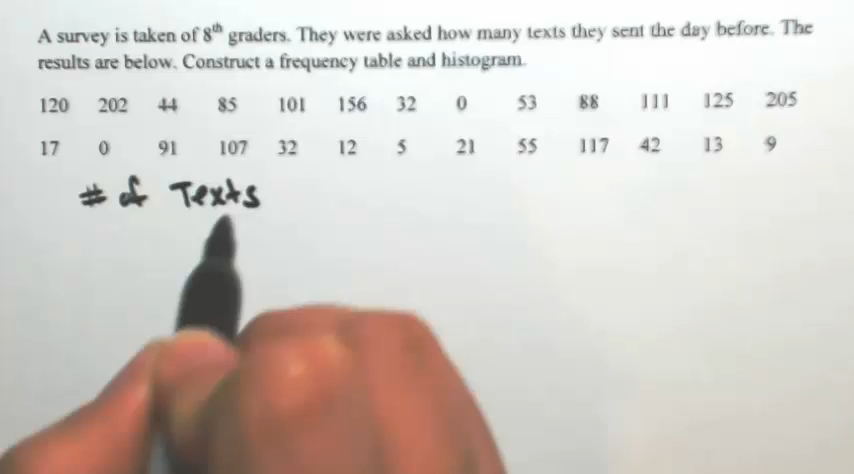 A survey is taken of 8th graders. They were asked how many texts they sent the day before. The
results are below. Construct a frequency table and histogram.
120 202 44 85 101 156 32 0 53 88 111 125 205
17 0 91 107 32 12 5 21 55 117 42 13 9
# of Texts